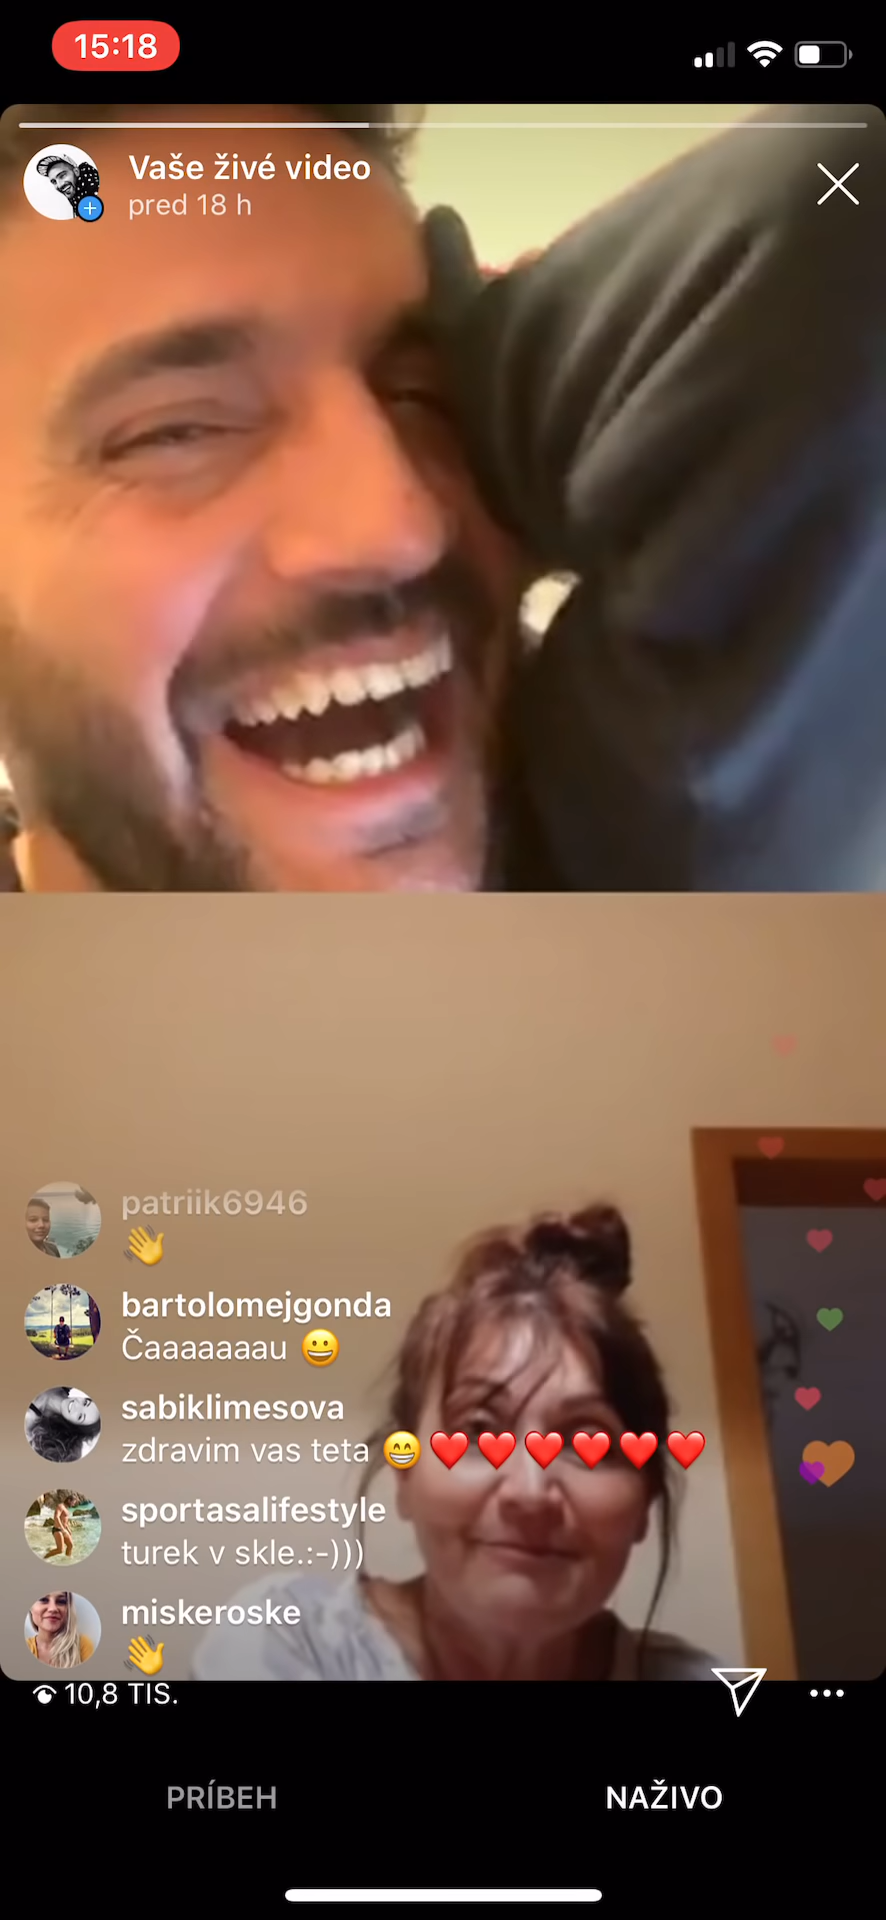 15:18
Vaše živé video
pred 18 h
patriik6946
👋
bartolomejgonda
Čaaaaaaau 😀
sabiklimesova
zdravim vas teta 😁❤️❤️❤️❤️❤️❤️
sportasalifestyle
turek v skle.:-)))
miskeroske
👋
10,8 TIS.
PRÍBEH
NAŽIVO